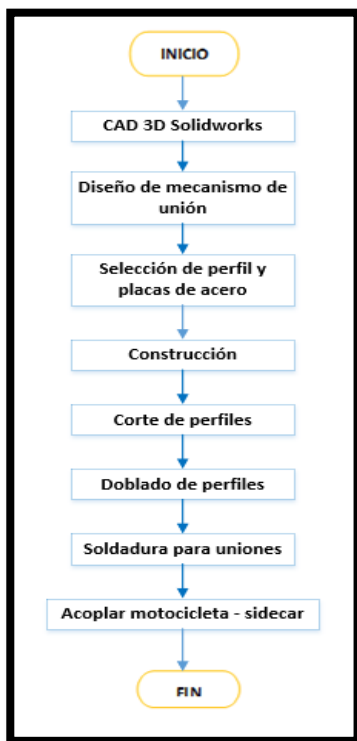 INICIO
CAD 3D Solidworks
Diseño de mecanismo de
unión
Selección de perfil y
placas de acero
Construcción
Corte de perfiles
Doblado de perfiles
Soldadura para uniones
Acoplar motocicleta - sidecar
FIN